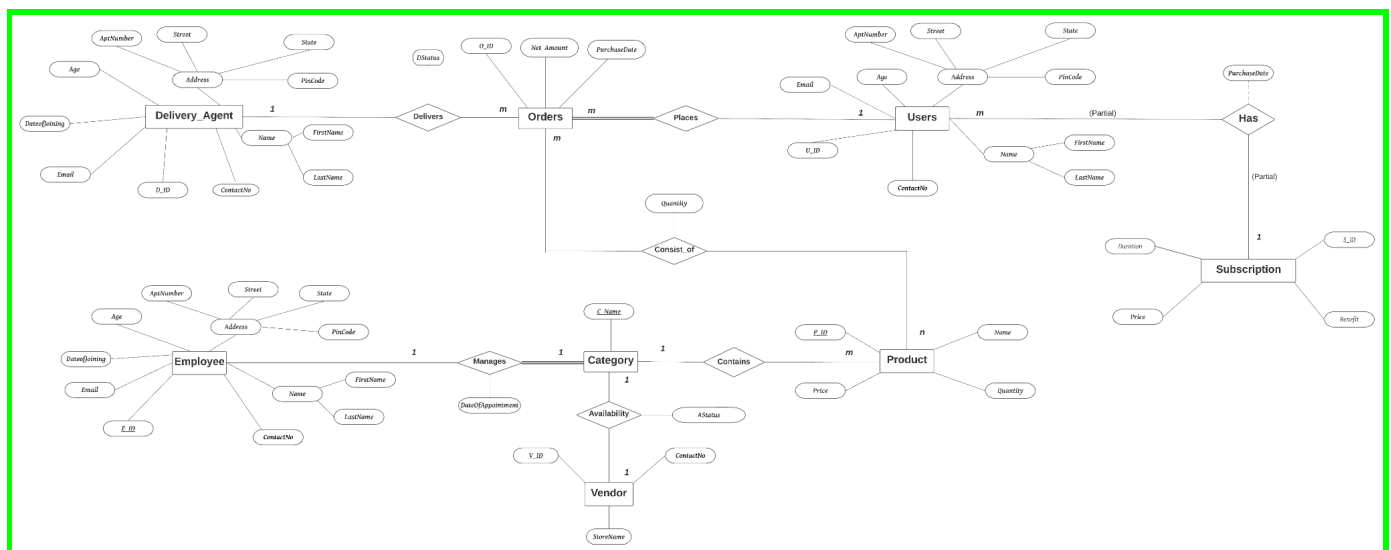 AptNumber
Street
State
Age
Address
PinCode
DateofJoining
Delivery_Agent
1
Name
FirstName
LastName
Email
D_ID
ContactNo
DStatus
Delivers
m
O_ID
Net_Amount
PurchaseDate
Orders
m
m
Places
1
AptNumber
Street
State
Email
Age
Address
PinCode
Users
m
U_ID
Name
FirstName
LastName
ContactNo
(Partial)
PurchaseDate
Has
(Partial)
1
Duration
S_ID
Subscription
Price
Benefit
Quantity
Consist_of
n
AptNumber
Street
State
Age
Address
PinCode
DateofJoining
Employee
Email
Name
FirstName
LastName
E_ID
ContactNo
1
Manages
1
DateOfAppointment
C_Name
Category
1
Contains
m
1
P_ID
Name
Product
Price
Quantity
Availability
AStatus
1
V_ID
ContactNo
Vendor
StoreName